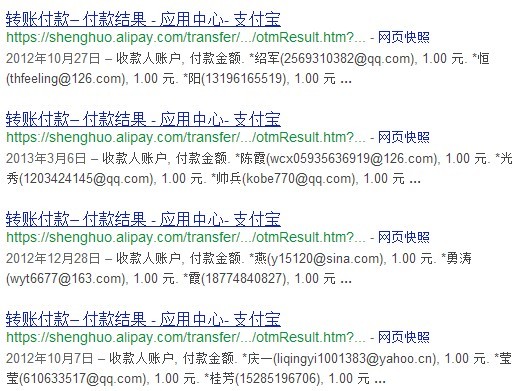 转账付款– 付款结果 - 应用中心- 支付宝
https://shenghuo.alipay.com/transfer/.../otmResult.htm?... - 网页快照
2012年10月27日 – 收款人账户, 付款金额. *绍军(2569310382@qq.com), 1.00 元. *恒
(thfeeling@126.com), 1.00 元. *阳(13196165519), 1.00 元 ...
转账付款– 付款结果 - 应用中心- 支付宝
https://shenghuo.alipay.com/transfer/.../otmResult.htm?... - 网页快照
2013年3月6日 – 收款人账户, 付款金额. *陈霞(wcx05935636919@126.com), 1.00 元. *光
秀(1203424145@qq.com), 1.00 元. *帅兵(kobe770@qq.com), 1.00 元 ...
转账付款– 付款结果 - 应用中心- 支付宝
https://shenghuo.alipay.com/transfer/.../otmResult.htm?... - 网页快照
2012年12月28日 – 收款人账户, 付款金额. *燕(y15120@sina.com), 1.00 元. *勇涛
(wyt6677@163.com), 1.00 元. *霞(18774840827), 1.00 元 ...
转账付款– 付款结果 - 应用中心- 支付宝
https://shenghuo.alipay.com/transfer/.../otmResult.htm?... - 网页快照
2012年10月7日 – 收款人账户, 付款金额. *庆一(liqingyi1001383@yahoo.cn), 1.00 元. *莹
莹(610633517@qq.com), 1.00 元. *桂芳(15285196706), 1.00 元 ...